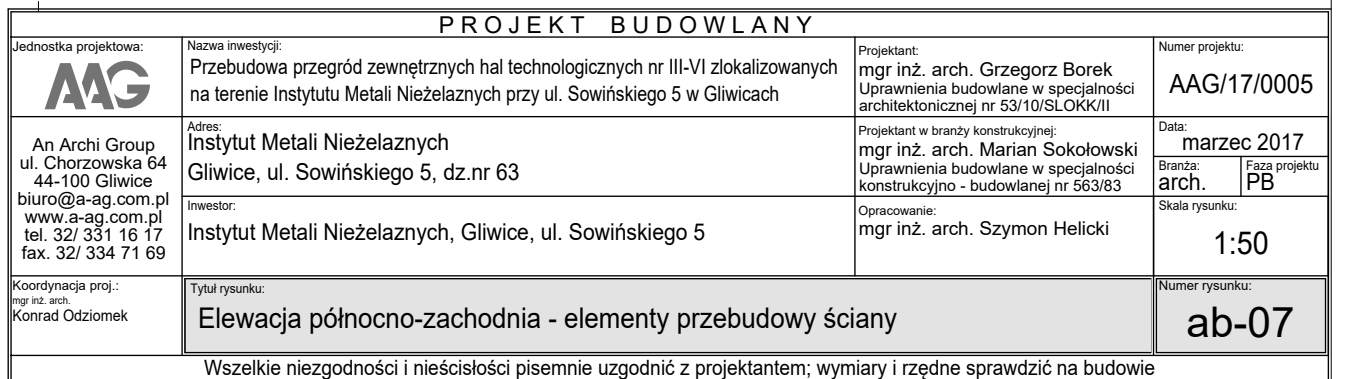 PROJEKT BUDOWLANY
Jednostka projektowa:
AAG
An Archi Group
ul. Chorzowska 64
44-100 Gliwice
biuro@a-ag.com.pl
www.a-ag.com.pl
tel. 32/ 331 16 17
fax. 32/ 334 71 69
Koordynacja proj.:
mgr inż. arch.
Konrad Odziomek
Nazwa inwestycji:
Przebudowa przegród zewnętrznych hal technologicznych nr III-VI zlokalizowanych
na terenie Instytutu Metali Nieżelaznych przy ul. Sowińskiego 5 w Gliwicach
Adres:
Instytut Metali Nieżelaznych
Gliwice, ul. Sowińskiego 5, dz.nr 63
Inwestor:
Instytut Metali Nieżelaznych, Gliwice, ul. Sowińskiego 5
Projektant:
mgr inż. arch. Grzegorz Borek
Uprawnienia budowlane w specjalności
architektonicznej nr 53/10/SLOKK/II
Projektant w branży konstrukcyjnej:
mgr inż. arch. Marian Sokołowski
Uprawnienia budowlane w specjalności
konstrukcyjno - budowlanej nr 563/83
Opracowanie:
mgr inż. arch. Szymon Helicki
Numer projektu:
AAG/17/0005
Data:
marzec 2017
Branża:
arch.
Faza projektu
PB
Skala rysunku:
1:50
Tytuł rysunku:
Elewacja północno-zachodnia - elementy przebudowy ściany
Numer rysunku:
ab-07
Wszelkie niezgodności i nieścisłości pisemnie uzgodnić z projektantem; wymiary i rzędne sprawdzić na budowie